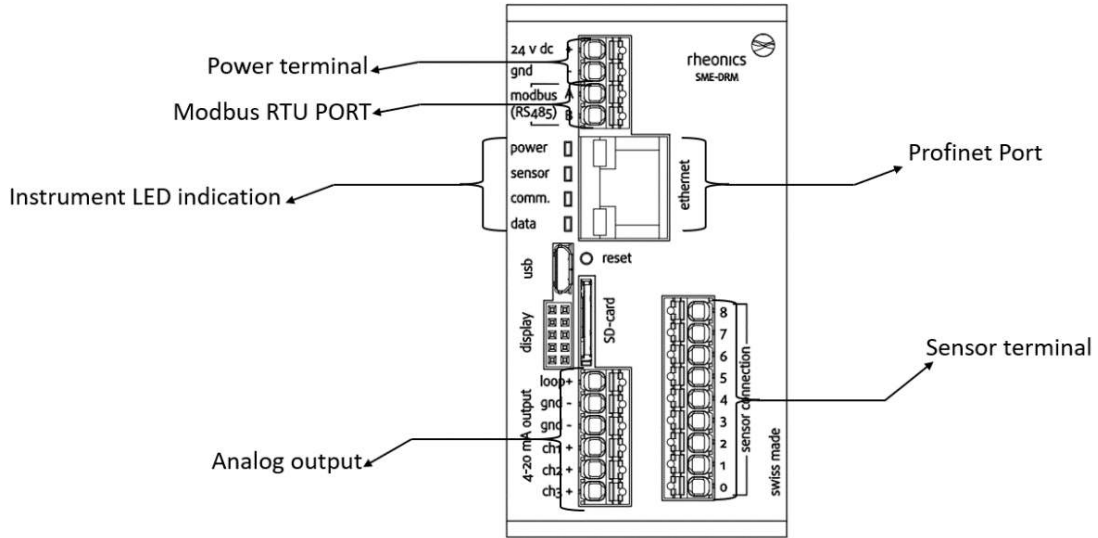 24 v dc +
gnd -
modbus A
(RS485) B
rheonics
SME-DRM
Power terminal
Modbus RTU PORT
power
sensor
comm.
data
ethernet
Profinet Port
Instrument LED indication
usb
reset
display
SD-card
8
7
6
5
4
3
2
1
0
sensor connection
Sensor terminal
4-20 mA output
loop+
gnd -
gnd -
ch1 +
ch2 +
ch3 +
Analog output
swiss made